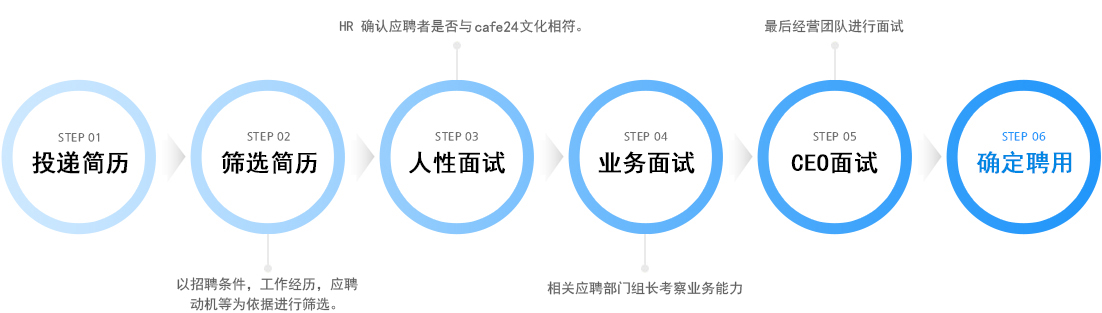 HR 确认应聘者是否与cafe24文化相符。
最后经营团队进行面试
STEP 01
投递简历
STEP 02
筛选简历
STEP 03
人性面试
STEP 04
业务面试
STEP 05
CEO面试
STEP 06
确定聘用
以招聘条件，工作经历，应聘
动机等为依据进行筛选。
相关应聘部门组长考察业务能力